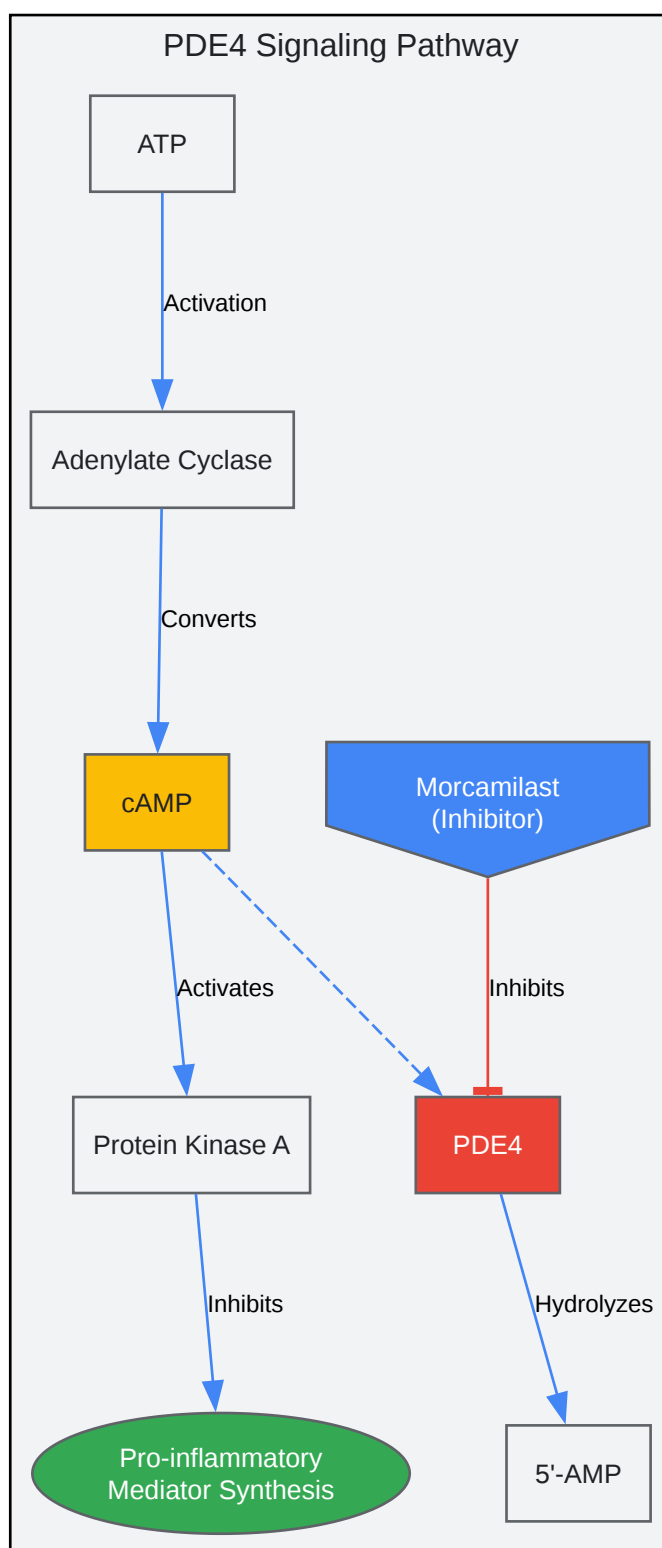 PDE4 Signaling Pathway
ATP
Activation
Adenylate Cyclase
Converts
cAMP
Morcamilast
(Inhibitor)
Activates
Inhibits
Protein Kinase A
PDE4
Inhibits
Hydrolyzes
Pro-inflammatory
Mediator Synthesis
5'-AMP